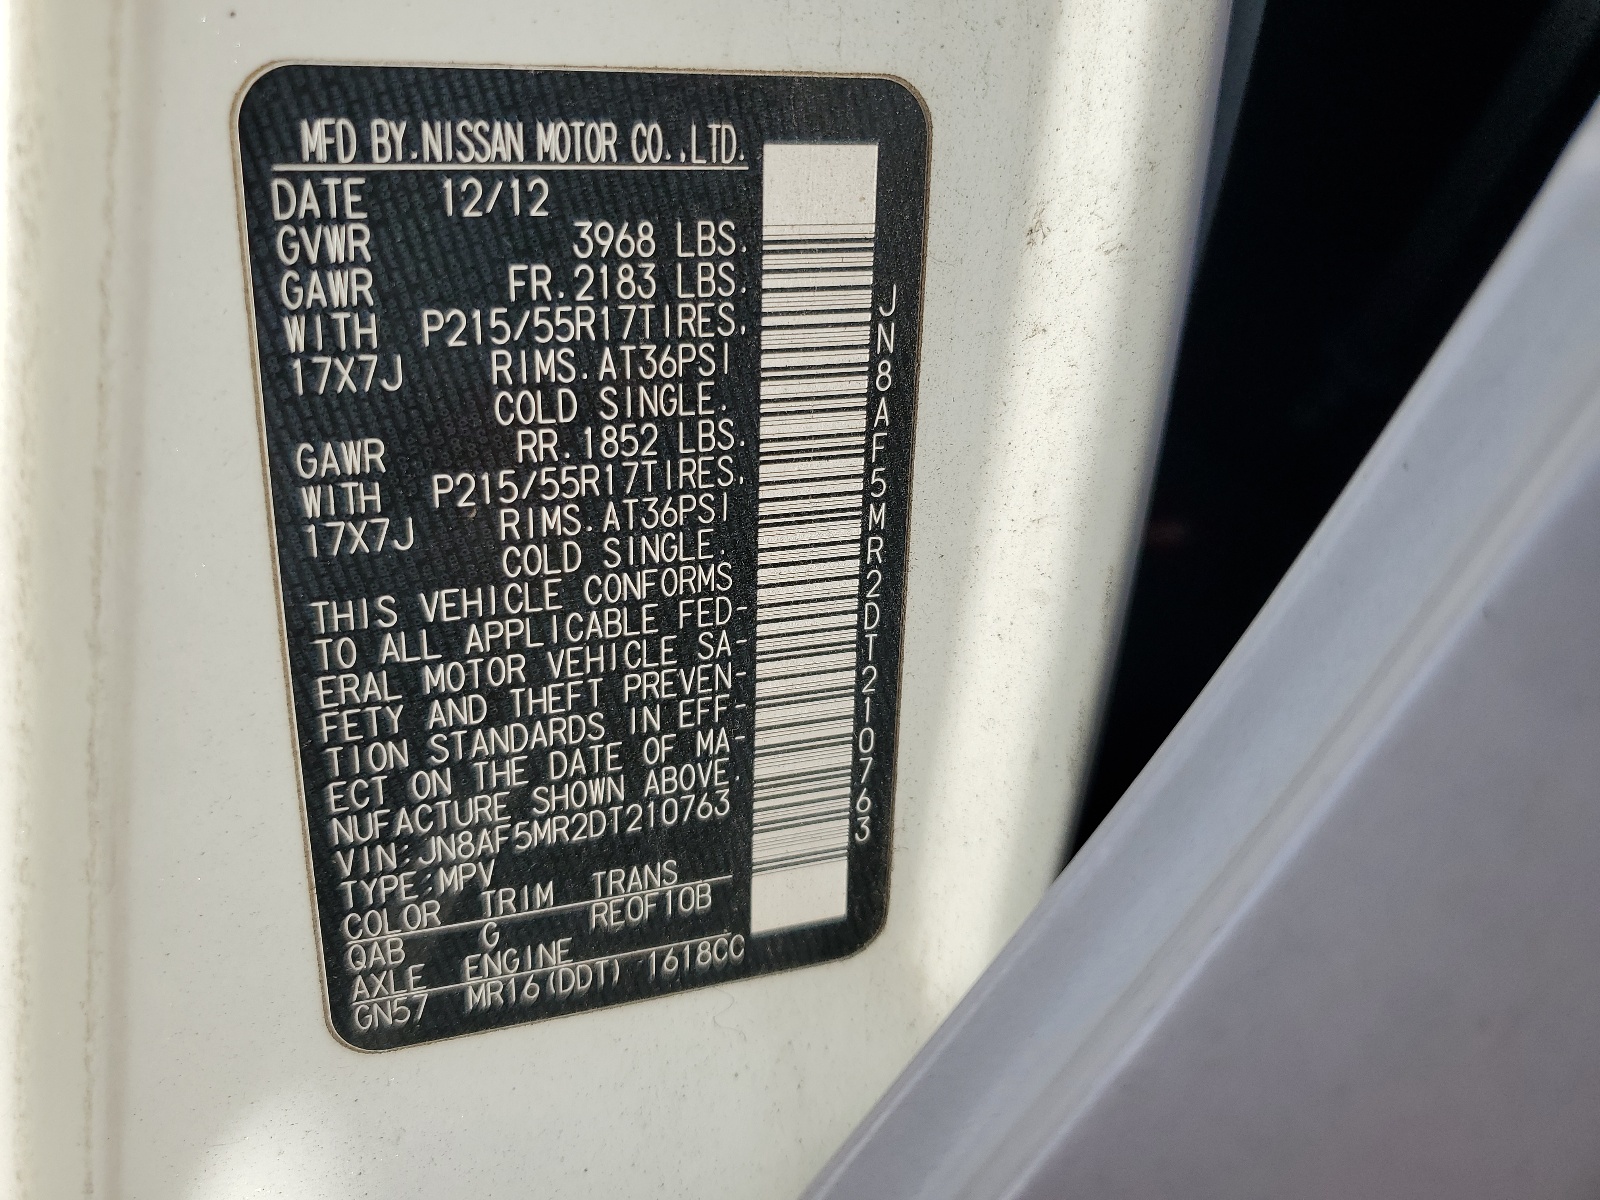 MFD BY.NISSAN MOTOR CO.,LTD.
DATE 12/12
GVWR 3968 LBS.
GAWR FR.2183 LBS.
WITH P215/55R17TIRES.
17X7J RIMS.AT36PSI
COLD SINGLE.
GAWR RR.1852 LBS.
WITH P215/55R17TIRES.
17X7J RIMS.AT36PSI
COLD SINGLE.
THIS VEHICLE CONFORMS
TO ALL APPLICABLE FED-
ERAL MOTOR VEHICLE SA-
FETY AND THEFT PREVEN-
TION STANDARDS IN EFF-
ECT ON THE DATE OF MA-
NUFACTURE SHOWN ABOVE.
VIN:JN8AF5MR2DT210763
TYPE:MPV
COLOR TRIM TRANS
QAB G RE0F10B
AXLE ENGINE
GN57 MR16(DDT) 1618CC
JN8AF5MR2DT210763